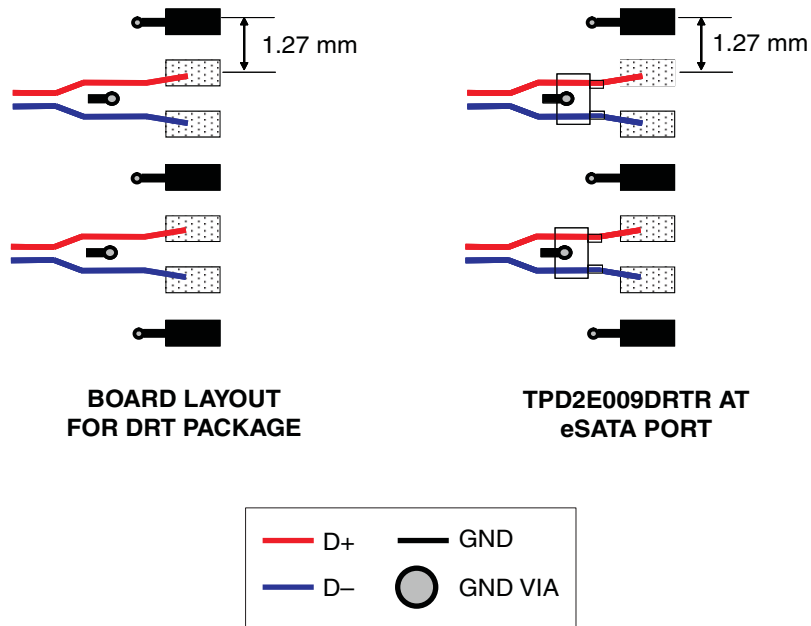 1.27 mm
1.27 mm
BOARD LAYOUT
FOR DRT PACKAGE
TPD2E009DRTR AT
eSATA PORT
D+
GND
D–
GND VIA